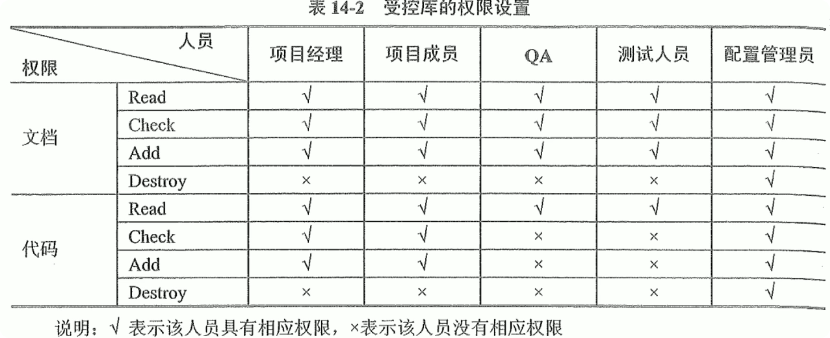 表 14-2 受控库的权限设置
人员
权限
项目经理 项目成员 QA 测试人员 配置管理员
文档 Read √ √ √ √ √
Check √ √ √ √ √
Add √ √ √ √ √
Destroy × × × × √
代码 Read √ √ √ √ √
Check √ √ × × √
Add √ √ × × √
Destroy × × × × √
说明：√ 表示该人员具有相应权限，×表示该人员没有相应权限